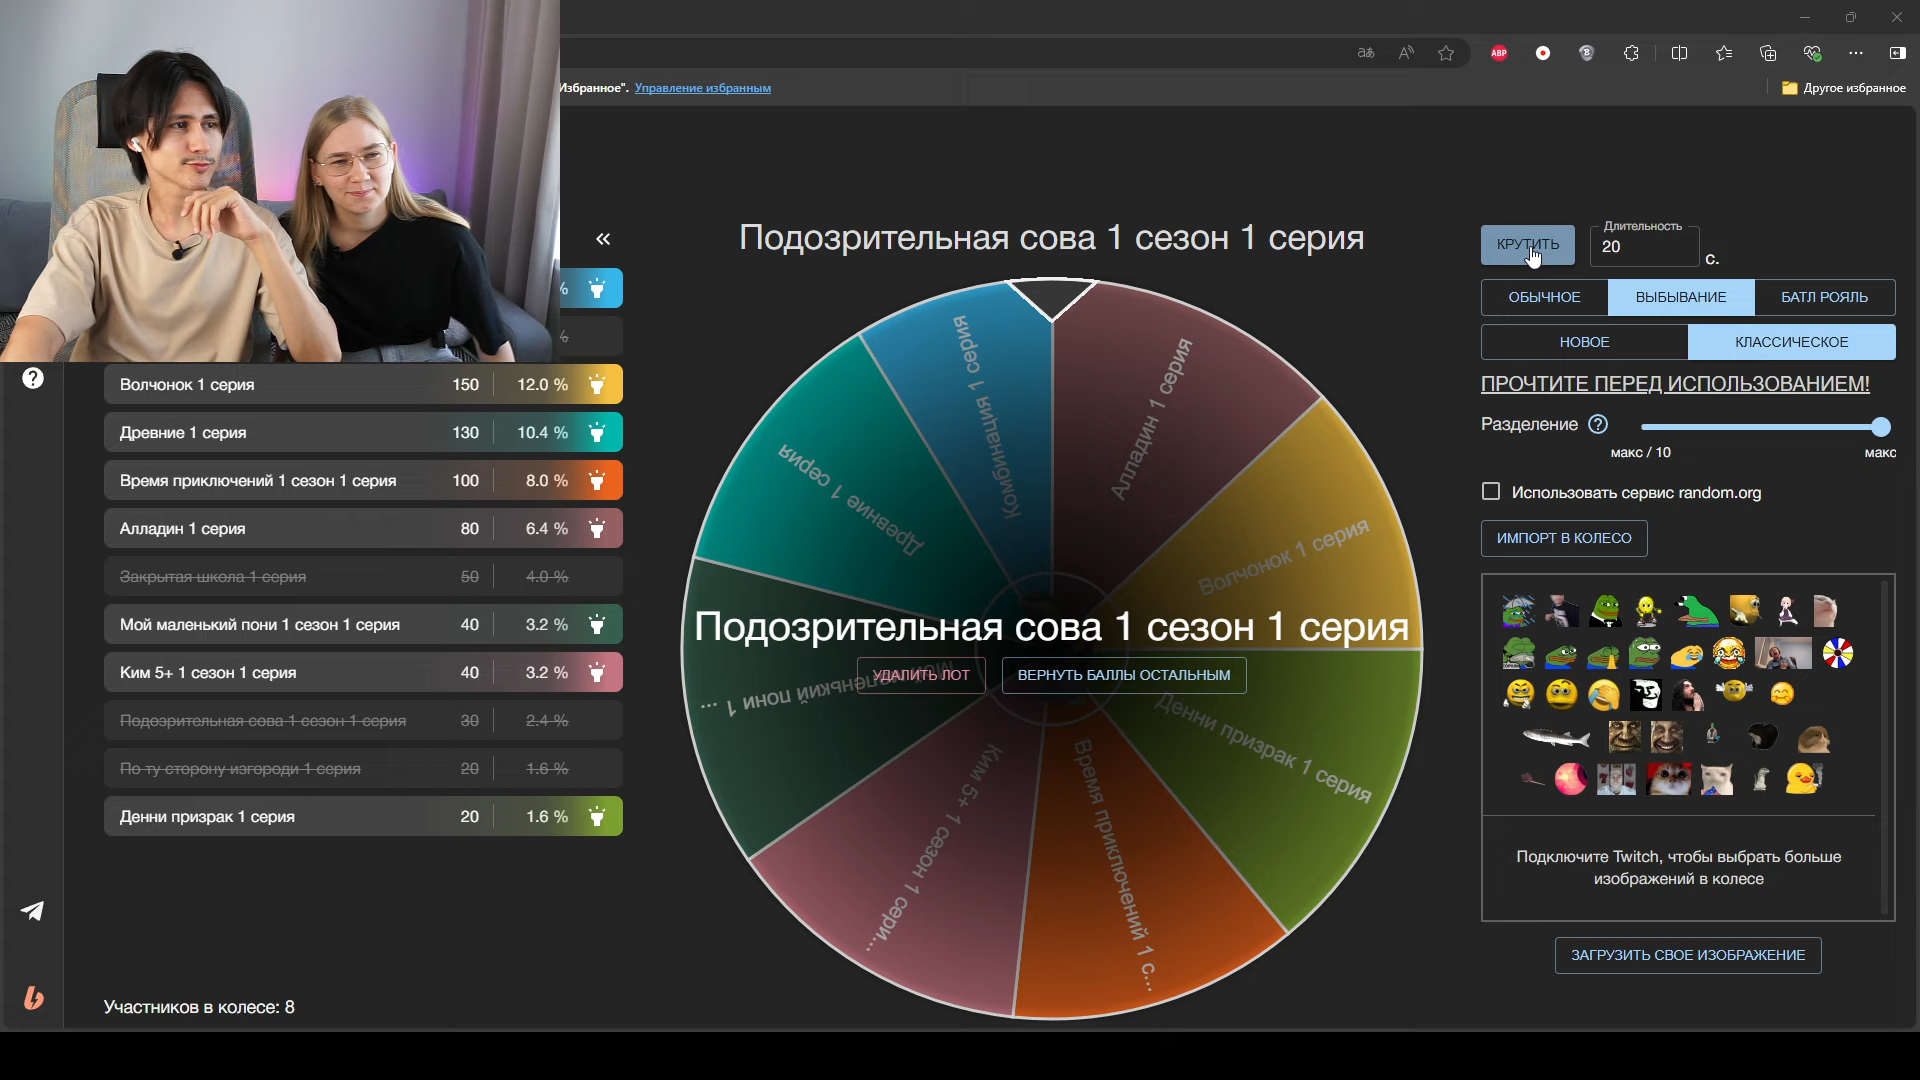 Избранное". Управление избранным
ABP
Другое избранное
Подозрительная сова 1 сезон 1 серия
КРУТИТЬ
Длительность
20
с.
ОБЫЧНОЕ
ВЫБЫВАНИЕ
БАТЛ РОЯЛЬ
НОВОЕ
КЛАССИЧЕСКОЕ
ПРОЧТИТЕ ПЕРЕД ИСПОЛЬЗОВАНИЕМ!
Разделение
макс / 10
макс
Использовать сервис random.org
ИМПОРТ В КОЛЕСО
Подключите Twitch, чтобы выбрать больше
изображений в колесе
ЗАГРУЗИТЬ СВОЕ ИЗОБРАЖЕНИЕ
%
%
Волчонок 1 серия 150 12.0 %
Древние 1 серия 130 10.4 %
Время приключений 1 сезон 1 серия 100 8.0 %
Алладин 1 серия 80 6.4 %
Закрытая школа 1 серия 50 4.0 %
Мой маленький пони 1 сезон 1 серия 40 3.2 %
Ким 5+ 1 сезон 1 серия 40 3.2 %
Подозрительная сова 1 сезон 1 серия 30 2.4 %
По ту сторону изгороди 1 серия 20 1.6 %
Денни призрак 1 серия 20 1.6 %
Участников в колесе: 8
Комбинация 1 серия
Алладин 1 серия
Волчонок 1 серия
Древние 1 серия
Подозрительная сова 1 сезон 1 серия
УДАЛИТЬ ЛОТ
ВЕРНУТЬ БАЛЛЫ ОСТАЛЬНЫМ
Мой маленький пони 1 ...
Денни призрак 1 серия
Ким 5+ 1 сезон 1 сери...
Время приключений 1 с...